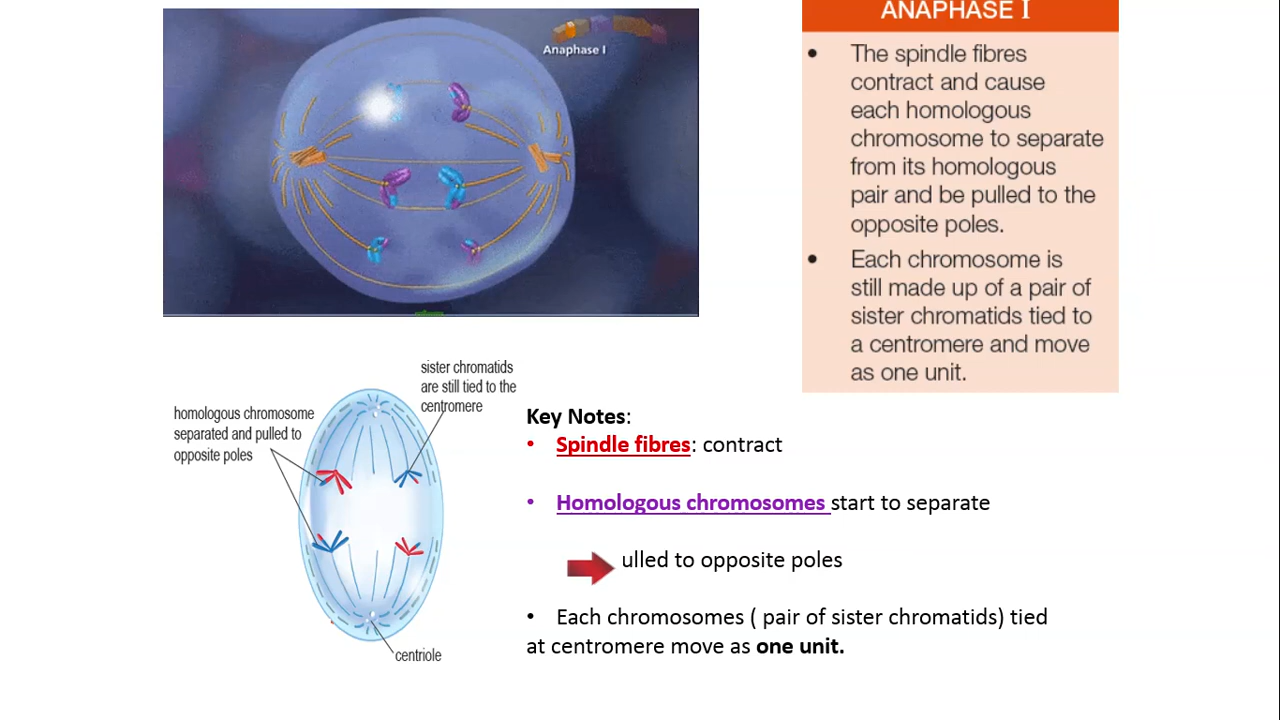 Anaphase I
ANAPHASE I
• The spindle fibres
contract and cause
each homologous
chromosome to separate
from its homologous
pair and be pulled to the
opposite poles.
• Each chromosome is
still made up of a pair of
sister chromatids tied to
a centromere and move
as one unit.
sister chromatids
are still tied to the
centromere
homologous chromosome
separated and pulled to
opposite poles
centriole
Key Notes:
• Spindle fibres: contract
• Homologous chromosomes start to separate
ulled to opposite poles
• Each chromosomes ( pair of sister chromatids) tied
at centromere move as one unit.